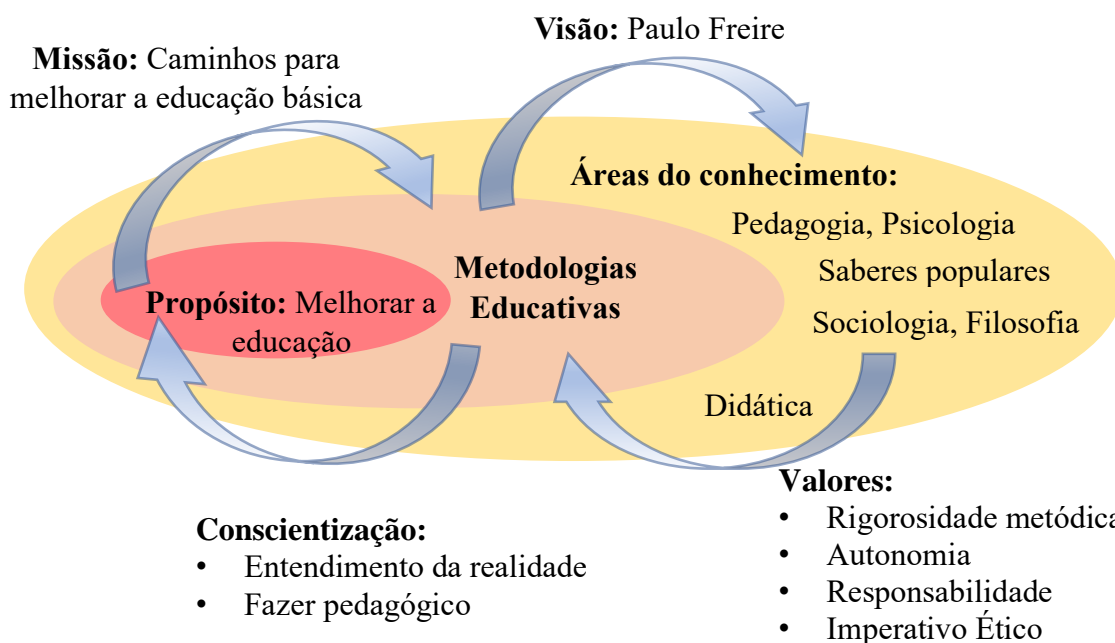 Visão: Paulo Freire
Missão: Caminhos para
melhorar a educação básica
Áreas do conhecimento:
Pedagogia, Psicologia
Saberes populares
Sociologia, Filosofia
Didática
Metodologias
Educativas
Propósito: Melhorar a
educação
Conscientização:
• Entendimento da realidade
• Fazer pedagógico
Valores:
• Rigorosidade metódica
• Autonomia
• Responsabilidade
• Imperativo Ético